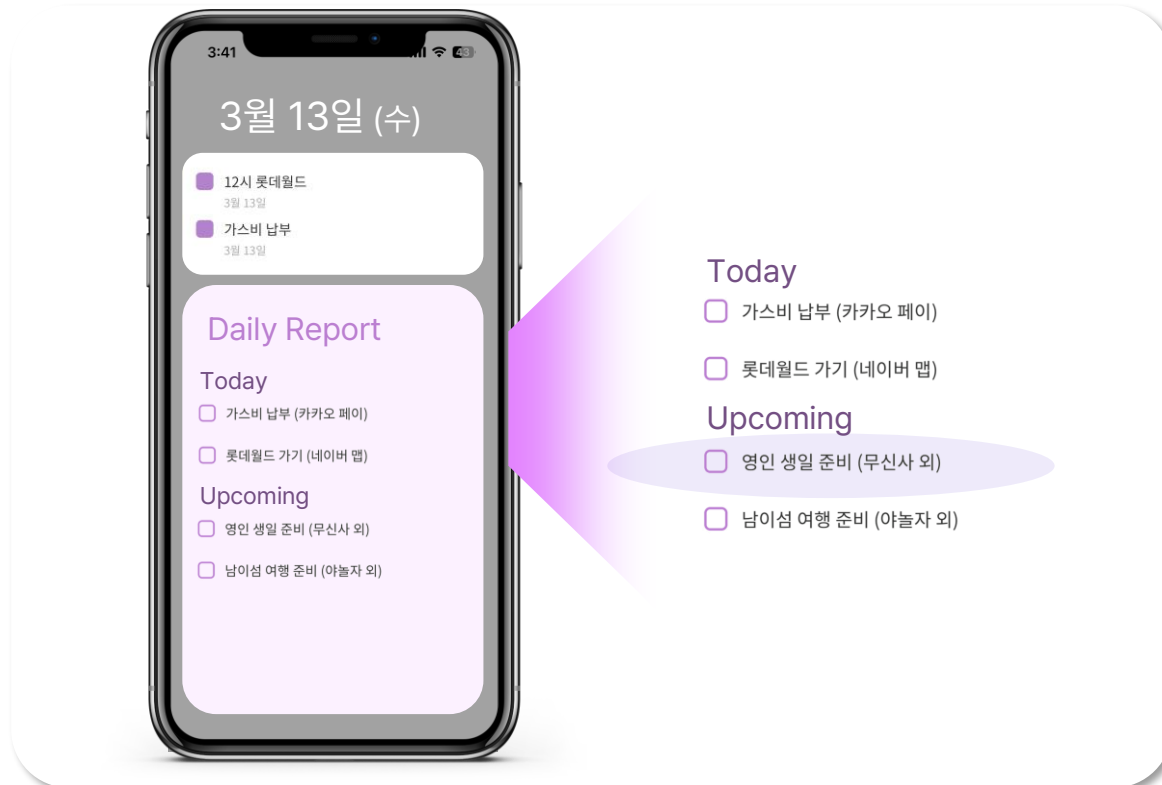 3:41
43
3월 13일 (수)
12시 롯데월드
3월 13일
가스비 납부
3월 13일
Daily Report
Today
가스비 납부 (카카오 페이)
롯데월드 가기 (네이버 맵)
Upcoming
영인 생일 준비 (무신사 외)
남이섬 여행 준비 (야놀자 외)
Today
가스비 납부 (카카오 페이)
롯데월드 가기 (네이버 맵)
Upcoming
영인 생일 준비 (무신사 외)
남이섬 여행 준비 (야놀자 외)